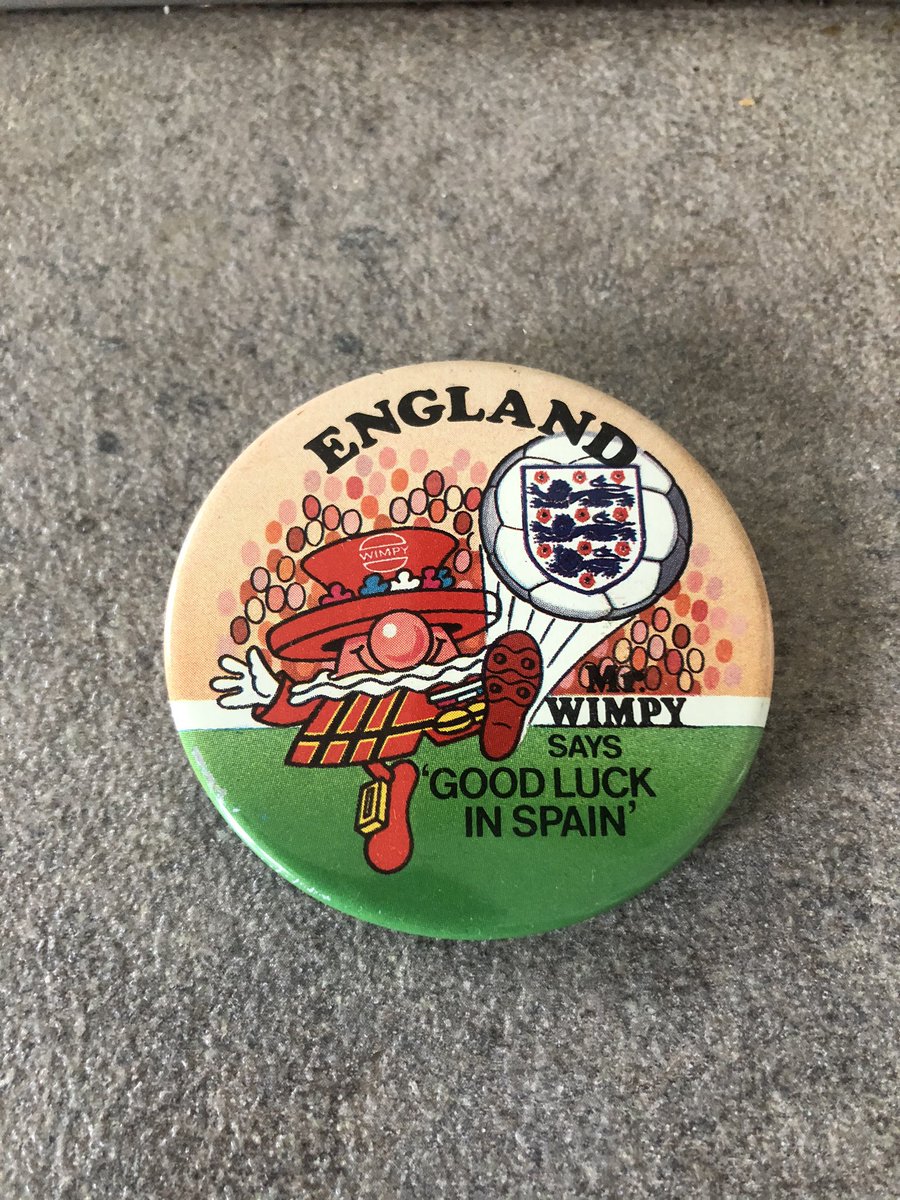 ENGLAND
WIMPY
Mr.
WIMPY
SAYS
‘GOOD LUCK
IN SPAIN’